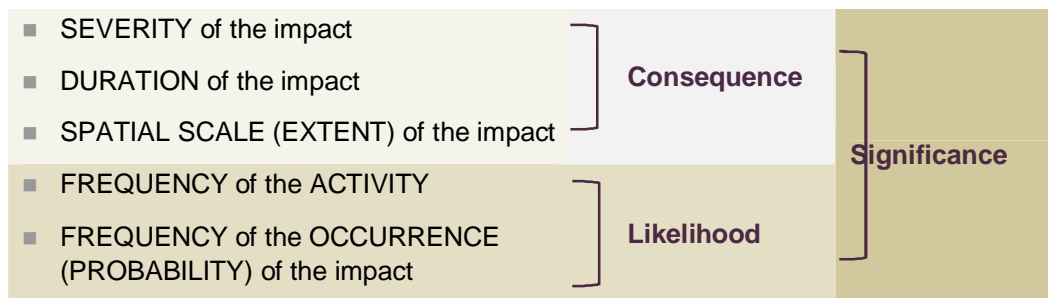 SEVERITY of the impact
DURATION of the impact
SPATIAL SCALE (EXTENT) of the impact
Consequence
FREQUENCY of the ACTIVITY
FREQUENCY of the OCCURRENCE
(PROBABILITY) of the impact
Likelihood
Significance